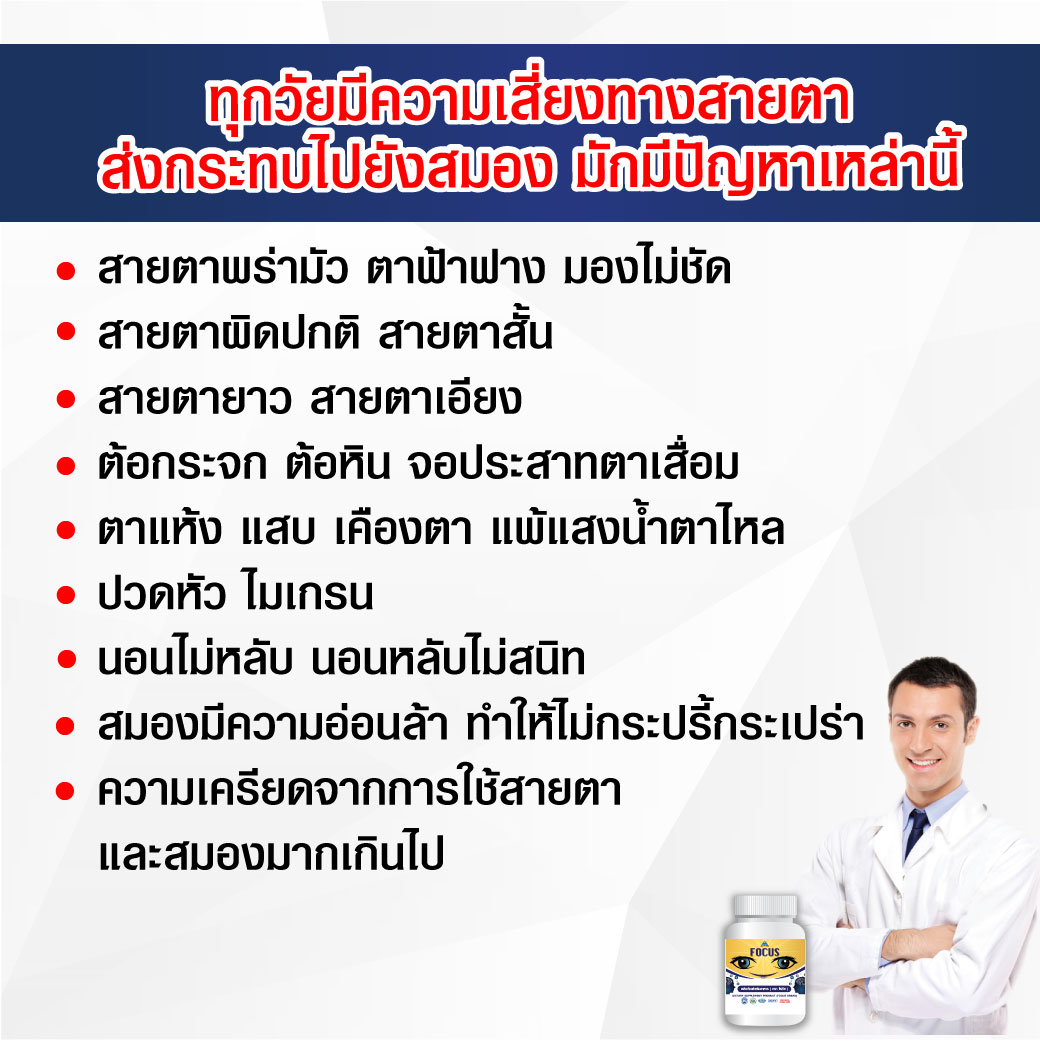 ทุกวัยมีความเสี่ยงทางสายตา
ส่งกระทบไปยังสมอง มักมีปัญหาเหล่านี้
• สายตาพร่ามัว ตาฟ้าฟาง มองไม่ชัด
• สายตาผิดปกติ สายตาสั้น
• สายตายาว สายตาเอียง
• ต้อกระจก ต้อหิน จอประสาทตาเสื่อม
• ตาแห้ง แสบ เคืองตา แพ้แสงน้ำตาไหล
• ปวดหัว ไมเกรน
• นอนไม่หลับ นอนหลับไม่สนิท
• สมองมีความอ่อนล้า ทำให้ไม่กระปรี้กระเปร่า
• ความเครียดจากการใช้สายตา
และสมองมากเกินไป
FOCUS